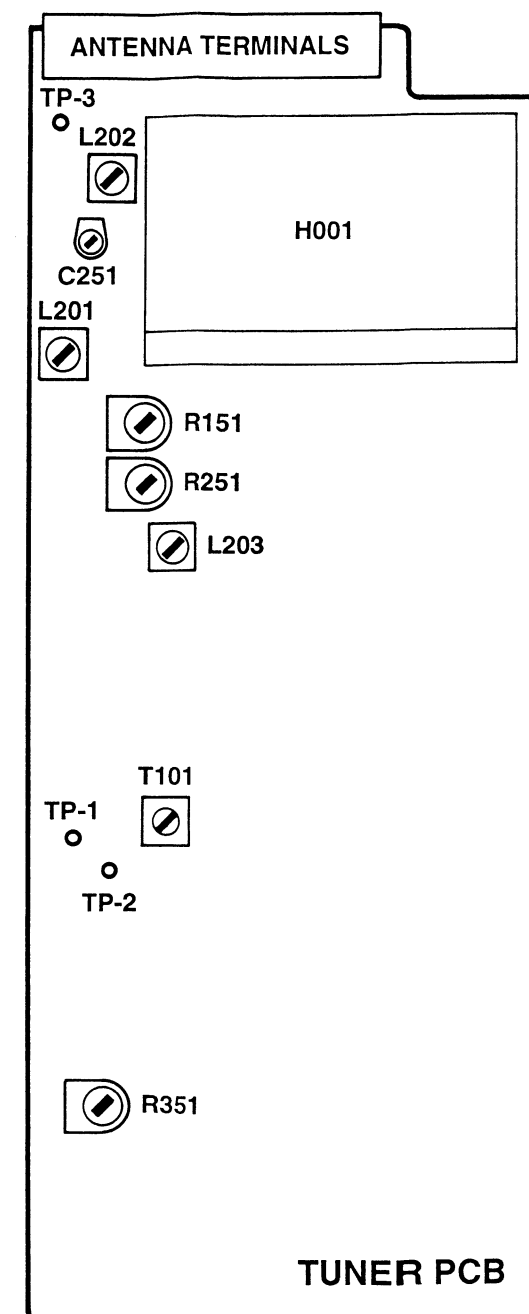 ANTENNA TERMINALS
TP-3
L202
H001
C251
L201
R151
R251
L203
T101
TP-1
TP-2
R351
TUNER PCB